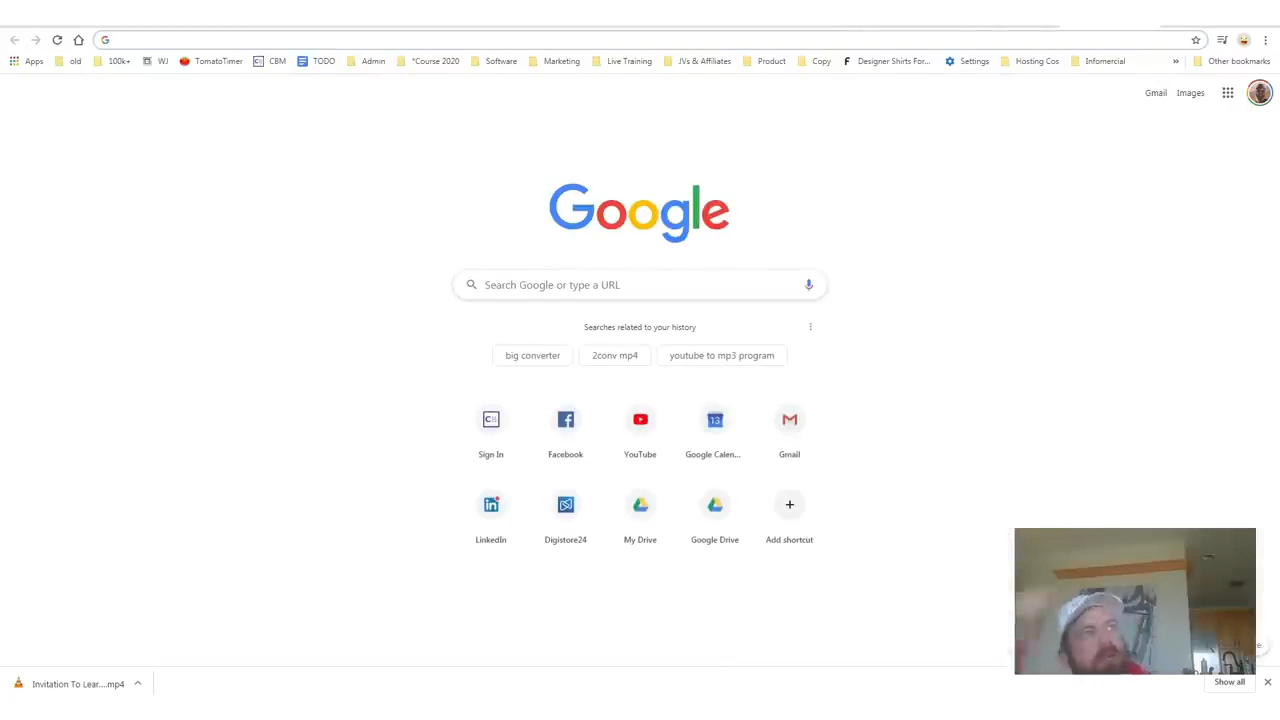 Apps old 100k+ WJ TomatoTimer CBM TODO Admin *Course 2020 Software Marketing Live Training JVs & Affiliates Product Copy Designer Shirts For... Settings Hosting Cos Infomercial » Other bookmarks
Gmail Images
Google
Search Google or type a URL
Searches related to your history
big converter 2conv mp4 youtube to mp3 program
CB 13
Sign In Facebook YouTube Google Calen... Gmail
in
LinkedIn Digistore24 My Drive Google Drive Add shortcut
Invitation To Lear....mp4 Show all